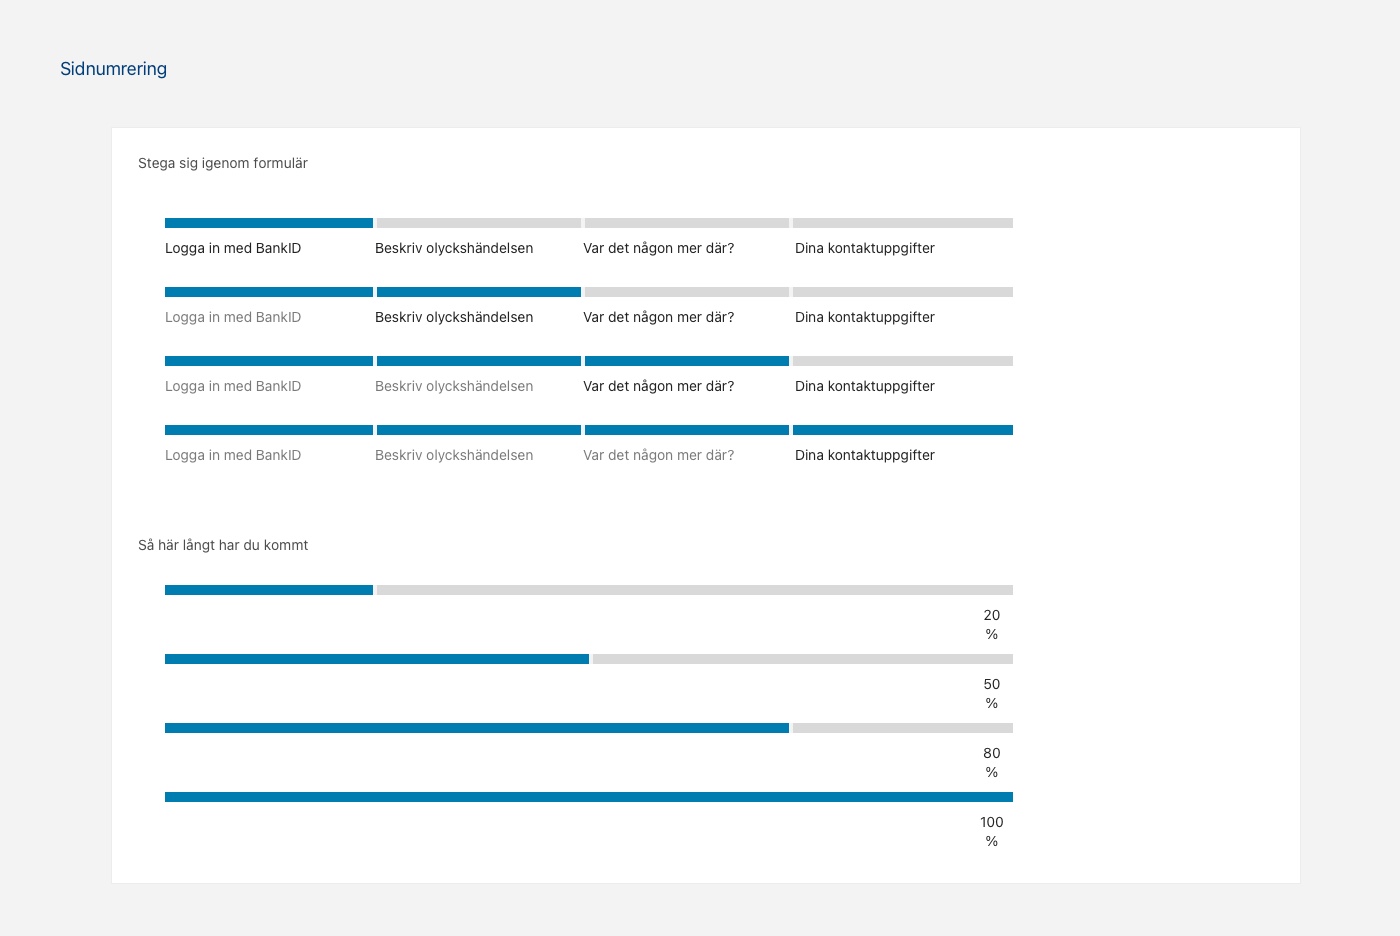 Sidnumrering
Stega sig igenom formulär
Logga in med BankID Beskriv olyckshändelsen Var det någon mer där? Dina kontaktuppgifter
Logga in med BankID Beskriv olyckshändelsen Var det någon mer där? Dina kontaktuppgifter
Logga in med BankID Beskriv olyckshändelsen Var det någon mer där? Dina kontaktuppgifter
Logga in med BankID Beskriv olyckshändelsen Var det någon mer där? Dina kontaktuppgifter
Så här långt har du kommt
20
%
50
%
80
%
100
%